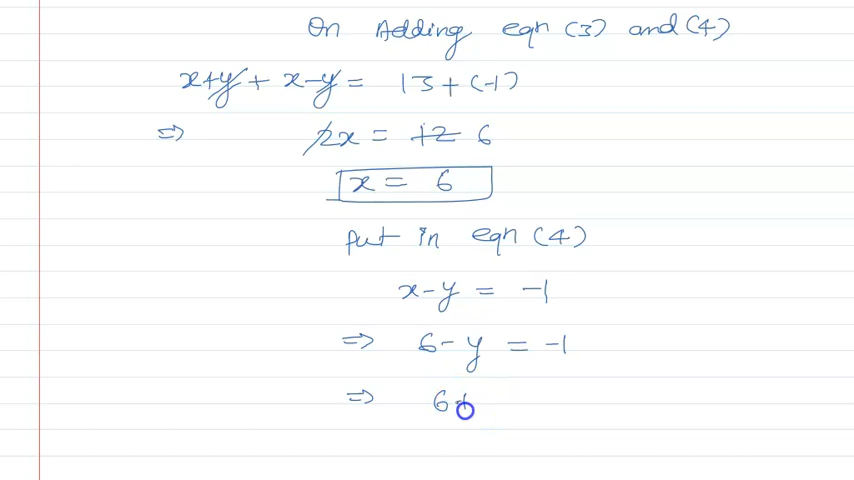 On Adding eqn (3) and (4)
x+y + x-y = 13 + (-1)
⇒ 2x = 12 6
x = 6
put in eqn (4)
x-y = -1
⇒ 6-y = -1
⇒ 6+